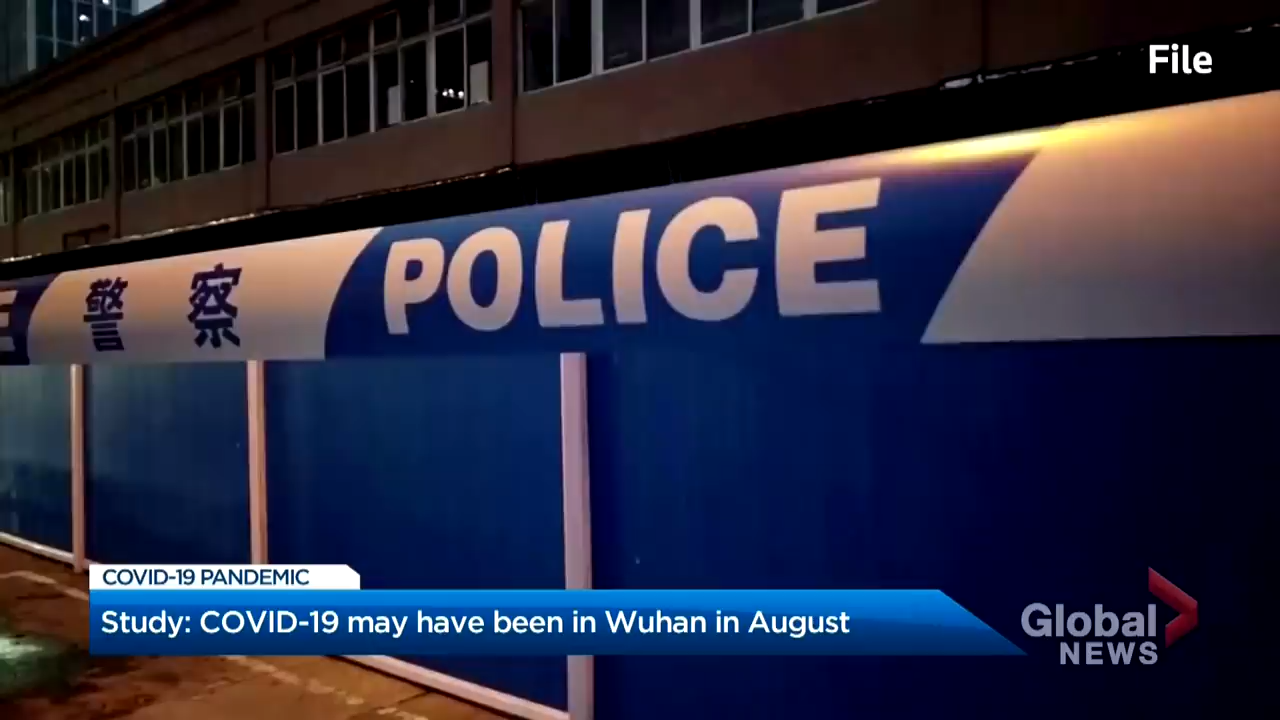 File
警察
POLICE
COVID-19 PANDEMIC
Study: COVID-19 may have been in Wuhan in August
Global
NEWS